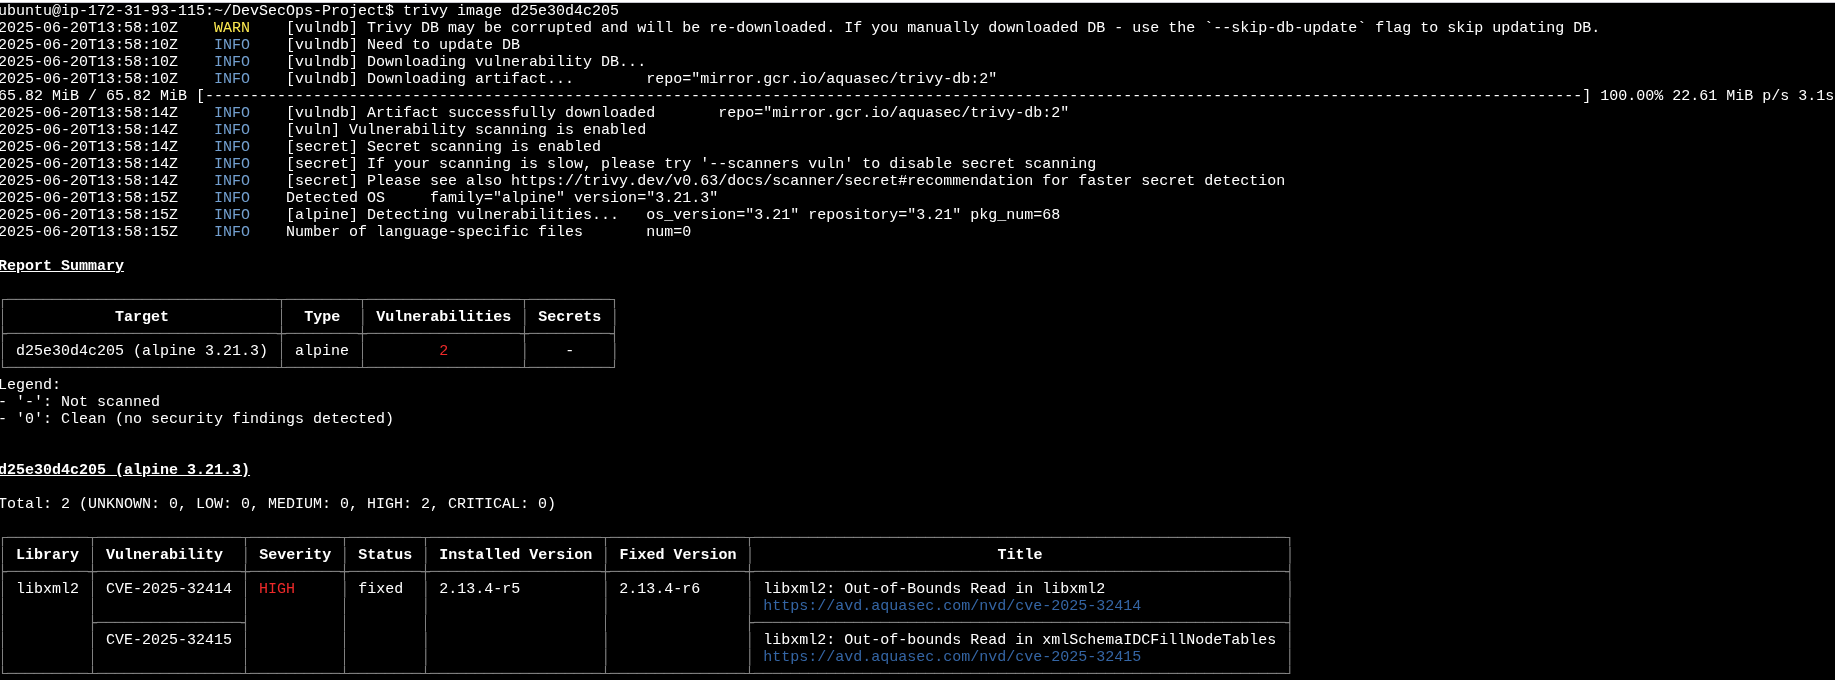 ubuntu@ip-172-31-93-115:~/DevSecOps-Project$ trivy image d25e30d4c205
2025-06-20T13:58:10Z    WARN    [vulndb] Trivy DB may be corrupted and will be re-downloaded. If you manually downloaded DB - use the `--skip-db-update` flag to skip updating DB.
2025-06-20T13:58:10Z    INFO    [vulndb] Need to update DB
2025-06-20T13:58:10Z    INFO    [vulndb] Downloading vulnerability DB...
2025-06-20T13:58:10Z    INFO    [vulndb] Downloading artifact...        repo="mirror.gcr.io/aquasec/trivy-db:2"
65.82 MiB / 65.82 MiB [---------------------------------------------------------------------------------------------------------------------------------------------------------] 100.00% 22.61 MiB p/s 3.1s
2025-06-20T13:58:14Z    INFO    [vulndb] Artifact successfully downloaded       repo="mirror.gcr.io/aquasec/trivy-db:2"
2025-06-20T13:58:14Z    INFO    [vuln] Vulnerability scanning is enabled
2025-06-20T13:58:14Z    INFO    [secret] Secret scanning is enabled
2025-06-20T13:58:14Z    INFO    [secret] If your scanning is slow, please try '--scanners vuln' to disable secret scanning
2025-06-20T13:58:14Z    INFO    [secret] Please see also https://trivy.dev/v0.63/docs/scanner/secret#recommendation for faster secret detection
2025-06-20T13:58:15Z    INFO    Detected OS     family="alpine" version="3.21.3"
2025-06-20T13:58:15Z    INFO    [alpine] Detecting vulnerabilities...   os_version="3.21" repository="3.21" pkg_num=68
2025-06-20T13:58:15Z    INFO    Number of language-specific files       num=0
Report Summary
Target Type Vulnerabilities Secrets
d25e30d4c205 (alpine 3.21.3) alpine 2 -
Legend:
- '-': Not scanned
- '0': Clean (no security findings detected)
d25e30d4c205 (alpine 3.21.3)
Total: 2 (UNKNOWN: 0, LOW: 0, MEDIUM: 0, HIGH: 2, CRITICAL: 0)
Library Vulnerability Severity Status Installed Version Fixed Version Title
libxml2 CVE-2025-32414 HIGH fixed 2.13.4-r5 2.13.4-r6 libxml2: Out-of-Bounds Read in libxml2
https://avd.aquasec.com/nvd/cve-2025-32414
CVE-2025-32415 libxml2: Out-of-bounds Read in xmlSchemaIDCFillNodeTables
https://avd.aquasec.com/nvd/cve-2025-32415